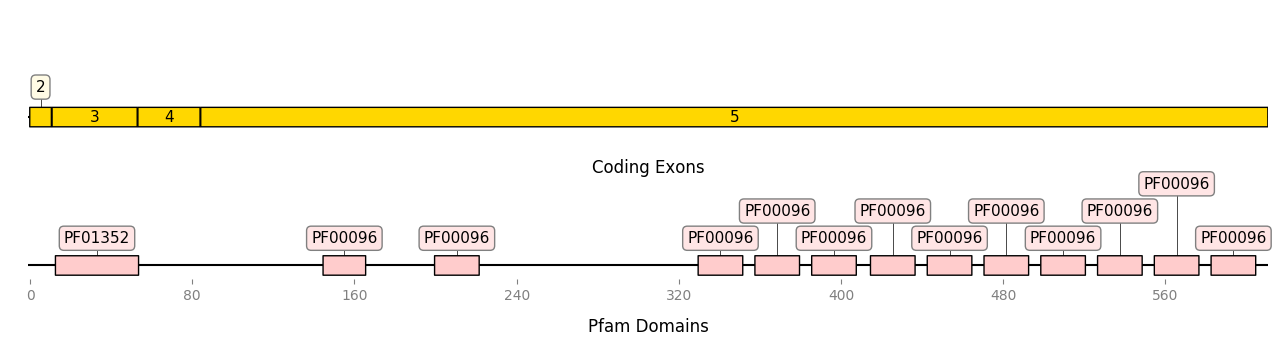 2
3 4 5
Coding Exons
PF00096
PF00096 PF00096 PF00096 PF00096
PF01352 PF00096 PF00096 PF00096 PF00096 PF00096 PF00096 PF00096
0 80 160 240 320 400 480 560
Pfam Domains